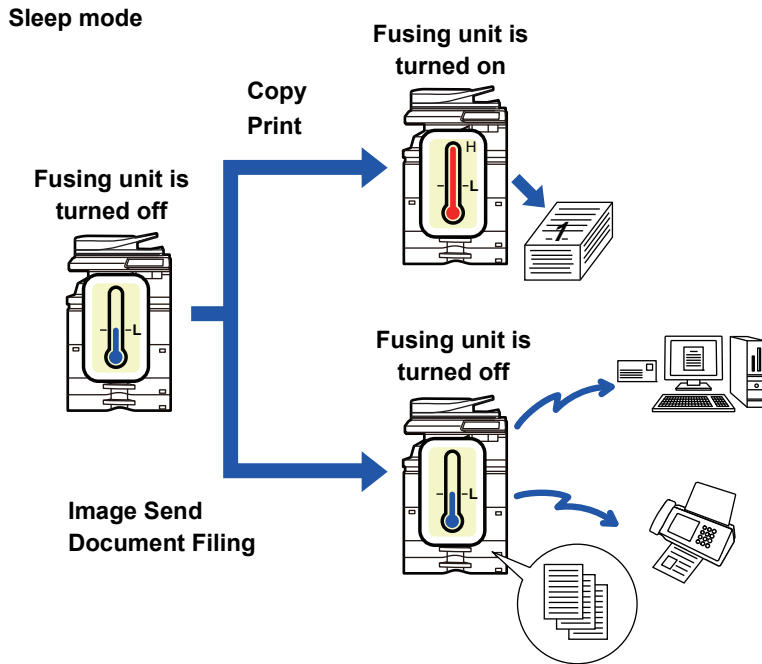 Sleep mode
Fusing unit is
turned on
Copy
Print
H
L
Fusing unit is
turned off
L
1
Fusing unit is
turned off
L
Image Send
Document Filing